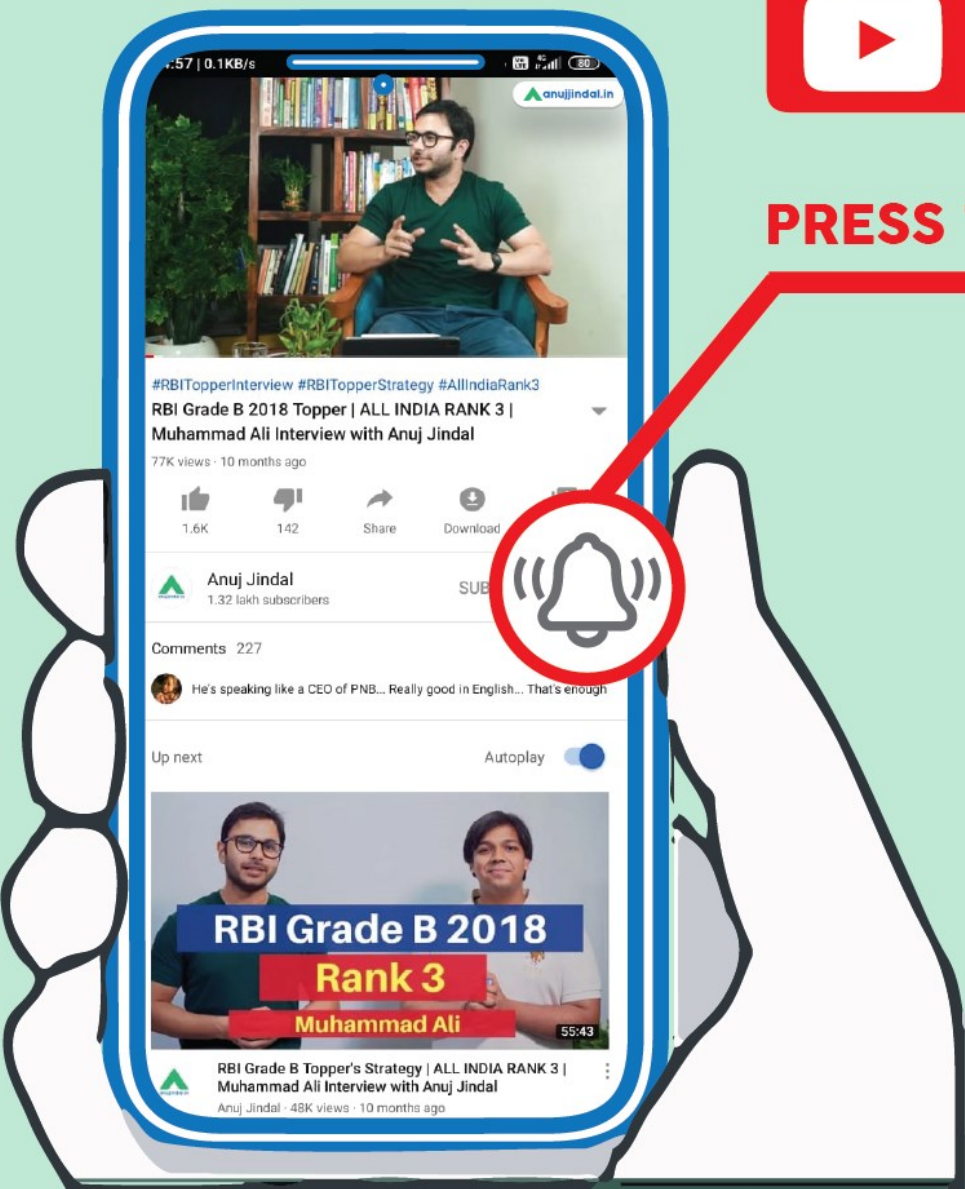 :57 | 0.1KB/s
80
anujjindal.in
PRESS
#RBITopperInterview #RBITopperStrategy #AllIndiaRank3
RBI Grade B 2018 Topper | ALL INDIA RANK 3 |
Muhammad Ali Interview with Anuj Jindal
77K views · 10 months ago
1.6K 142 Share Download
Anuj Jindal
1.32 lakh subscribers
SUB
Comments 227
He's speaking like a CEO of PNB... Really good in English... That's enough
Up next Autoplay
RBI Grade B 2018
Rank 3
Muhammad Ali
55:43
RBI Grade B Topper's Strategy | ALL INDIA RANK 3 |
Muhammad Ali Interview with Anuj Jindal
Anuj Jindal · 48K views · 10 months ago